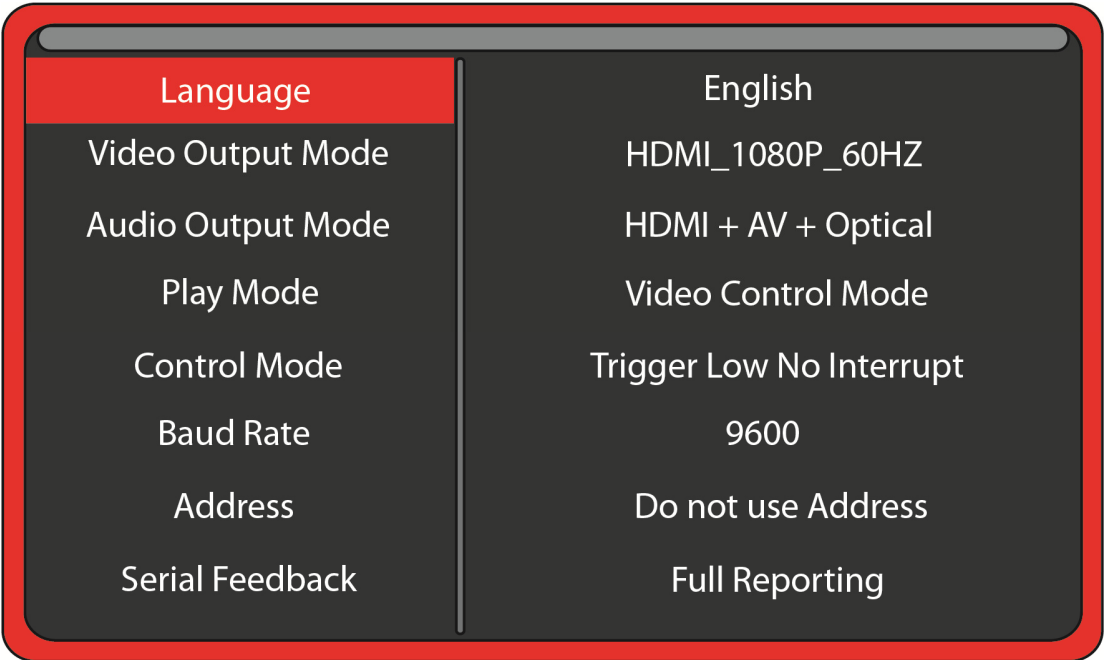 Language English
Video Output Mode HDMI_1080P_60HZ
Audio Output Mode HDMI + AV + Optical
Play Mode Video Control Mode
Control Mode Trigger Low No Interrupt
Baud Rate 9600
Address Do not use Address
Serial Feedback Full Reporting